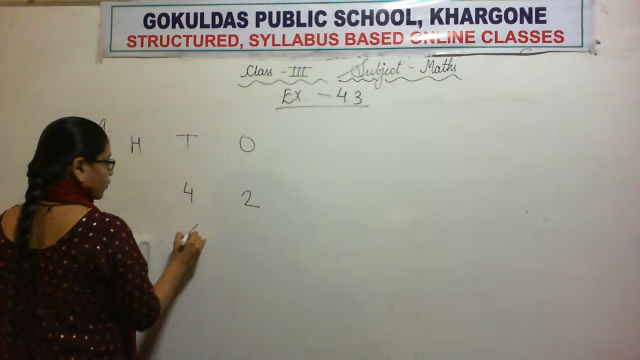 GOKULDAS PUBLIC SCHOOL, KHARGONE
STRUCTURED, SYLLABUS BASED ONLINE CLASSES
Class - III Subject - Maths
Ex - 43
H T O
4 2